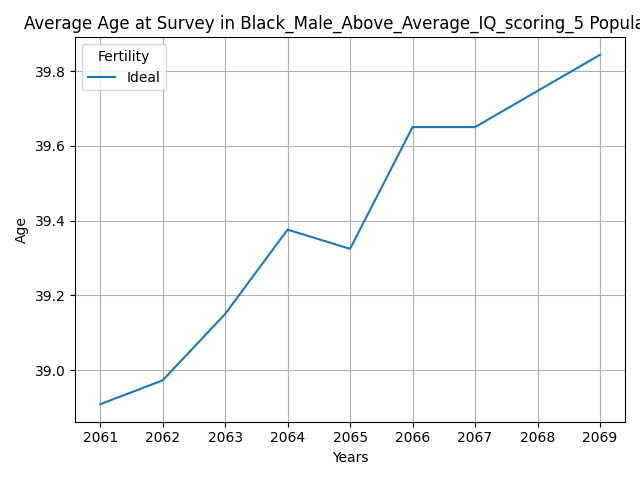 Average Age at Survey in Black_Male_Above_Average_IQ_scoring_5 Popula
Fertility
Ideal
39.8
39.6
39.4
39.2
39.0
Age
2061 2062 2063 2064 2065 2066 2067 2068 2069
Years